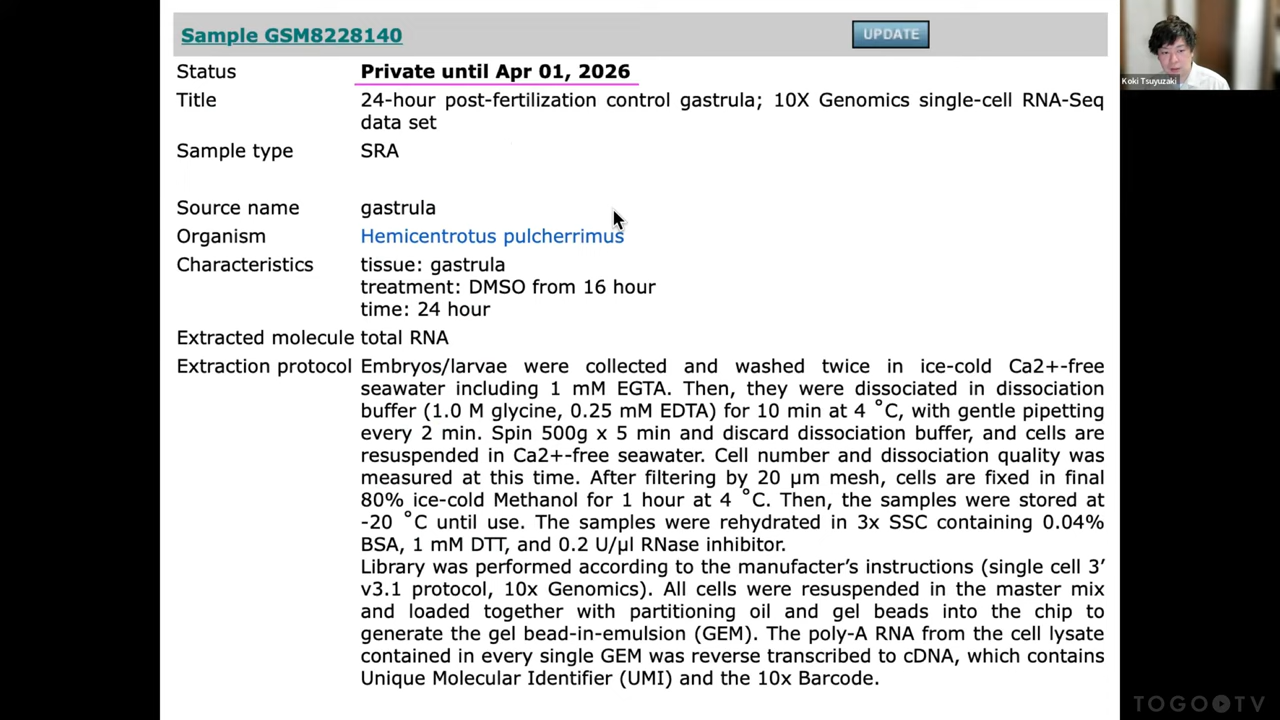 Sample GSM8228140
UPDATE
Koki Tsuyuzaki
Status Private until Apr 01, 2026
Title 24-hour post-fertilization control gastrula; 10X Genomics single-cell RNA-Seq
data set
Sample type SRA
Source name gastrula
Organism Hemicentrotus pulcherrimus
Characteristics tissue: gastrula
treatment: DMSO from 16 hour
time: 24 hour
Extracted molecule total RNA
Extraction protocol Embryos/larvae were collected and washed twice in ice-cold Ca2+-free
seawater including 1 mM EGTA. Then, they were dissociated in dissociation
buffer (1.0 M glycine, 0.25 mM EDTA) for 10 min at 4 ˚C, with gentle pipetting
every 2 min. Spin 500g x 5 min and discard dissociation buffer, and cells are
resuspended in Ca2+-free seawater. Cell number and dissociation quality was
measured at this time. After filtering by 20 µm mesh, cells are fixed in final
80% ice-cold Methanol for 1 hour at 4 ˚C. Then, the samples were stored at
-20 ˚C until use. The samples were rehydrated in 3x SSC containing 0.04%
BSA, 1 mM DTT, and 0.2 U/µl RNase inhibitor.
Library was performed according to the manufacter’s instructions (single cell 3’
v3.1 protocol, 10x Genomics). All cells were resuspended in the master mix
and loaded together with partitioning oil and gel beads into the chip to
generate the gel bead-in-emulsion (GEM). The poly-A RNA from the cell lysate
contained in every single GEM was reverse transcribed to cDNA, which contains
Unique Molecular Identifier (UMI) and the 10x Barcode.
TOGO TV